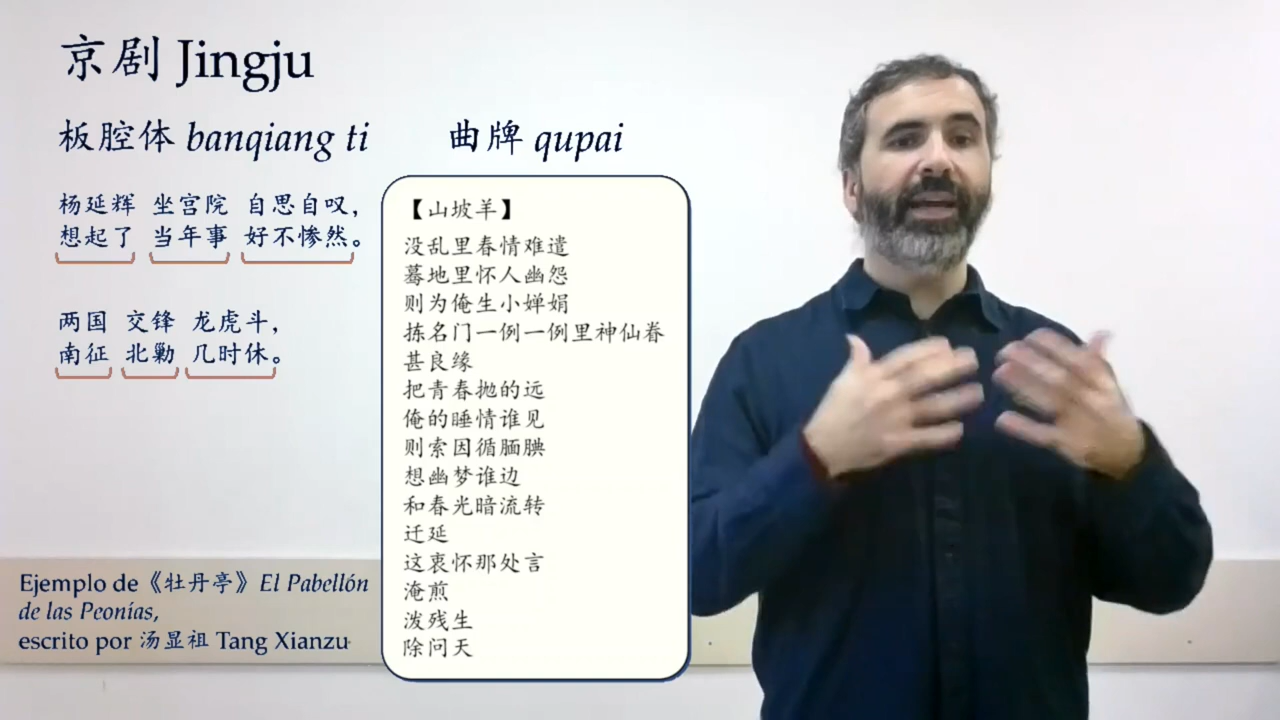 京剧 Jingju
板腔体 banqiang ti
杨延辉 坐宫院 自思自叹，
想起了 当年事 好不惨然。
两国 交锋 龙虎斗，
南征 北勦 几时休。
曲牌 qupai
【山坡羊】
没乱里春情难遣
蓦地里怀人幽怨
则为俺生小婵娟
拣名门一例一例里神仙眷
甚良缘
把青春抛的远
俺的睡情谁见
则索因循腼腆
想幽梦谁边
和春光暗流转
迁延
这衷怀那处言
淹煎
泼残生
除问天
Ejemplo de《牡丹亭》El Pabellón
de las Peonías,
escrito por 汤显祖 Tang Xianzu